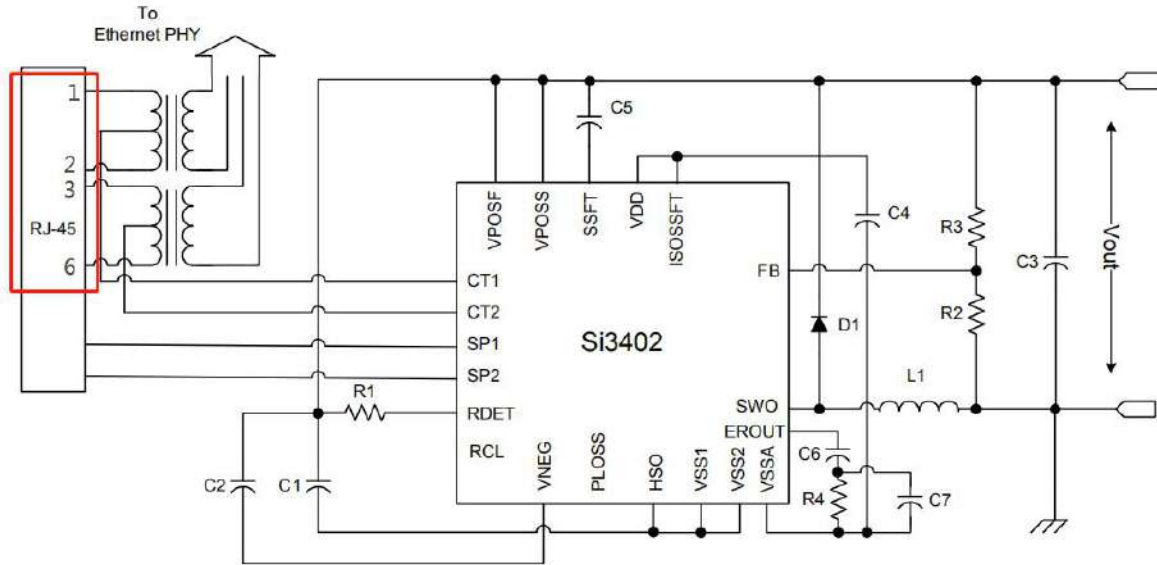 To
Ethernet PHY
1
2
3
RJ-45
6
C5
VPOSF
VPOSS
SSFT
VDD
ISOSSFT
C4
R3
FB
C3
Vout
CT1
CT2
SP1
SP2
R1
RDET
RCL
Si3402
D1
R2
L1
SWO
EROUT
VNEG
PLOSS
HSO
VSS1
VSS2
VSSA
C2
C1
C6
R4
C7